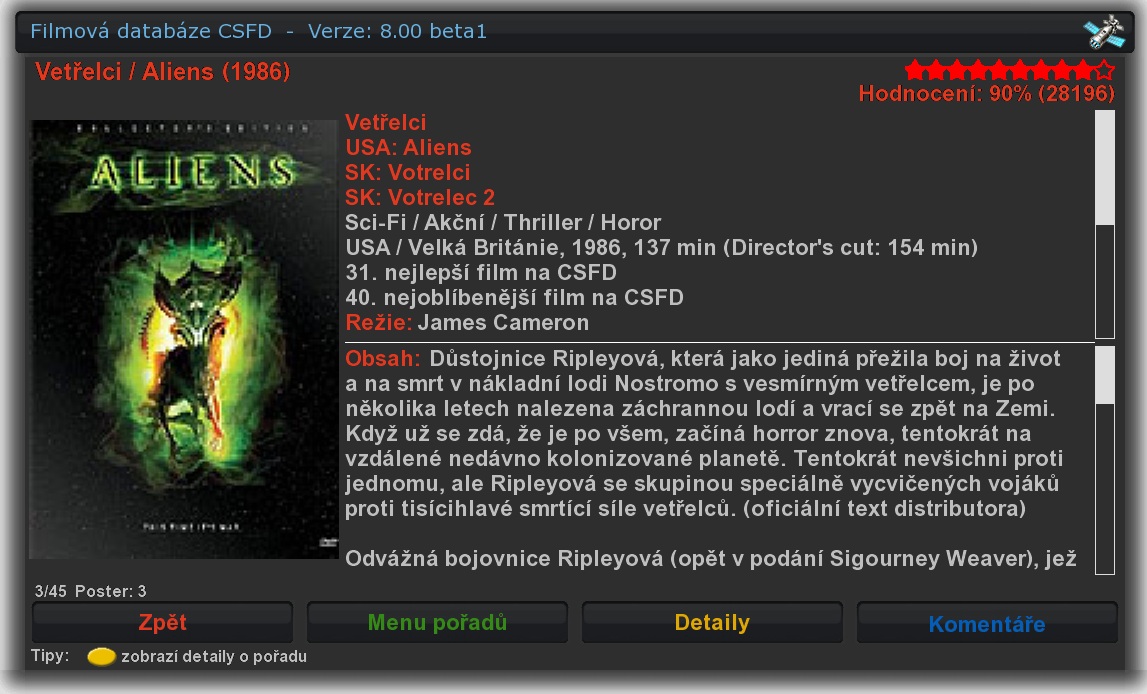 Filmová databáze CSFD - Verze: 8.00 beta1
Vetřelci / Aliens (1986)
Hodnocení: 90% (28196)
COLLECTOR'S EDITION
ALIENS
THIS TIME IT'S WAR
Vetřelci
USA: Aliens
SK: Votrelci
SK: Votrelec 2
Sci-Fi / Akční / Thriller / Horor
USA / Velká Británie, 1986, 137 min (Director's cut: 154 min)
31. nejlepší film na CSFD
40. nejoblíbenější film na CSFD
Režie: James Cameron
Obsah: Důstojnice Ripleyová, která jako jediná přežila boj na život
a na smrt v nákladní lodi Nostromo s vesmírným vetřelcem, je po
několika letech nalezena záchrannou lodí a vrací se zpět na Zemi.
Když už se zdá, že je po všem, začíná horror znova, tentokrát na
vzdálené nedávno kolonizované planetě. Tentokrát nevšichni proti
jednomu, ale Ripleyová se skupinou speciálně vycvičených vojáků
proti tisícihlavé smrtící síle vetřelců. (oficiální text distributora)
Odvážná bojovnice Ripleyová (opět v podání Sigourney Weaver), jež
3/45 Poster: 3
Zpět
Menu pořadů
Detaily
Komentáře
Tipy: zobrazí detaily o pořadu